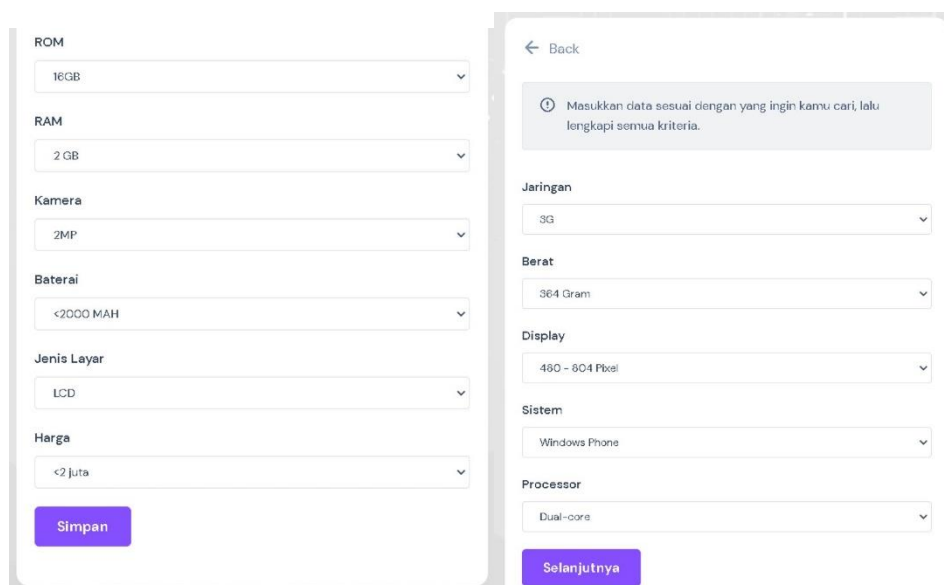 ROM
16GB
RAM
2 GB
Kamera
2MP
Baterai
<2000 MAH
Jenis Layar
LCD
Harga
<2 juta
Simpan
← Back
Masukkan data sesuai dengan yang ingin kamu cari, lalu
lengkapi semua kriteria.
Jaringan
3G
Berat
364 Gram
Display
480 - 804 Pixel
Sistem
Windows Phone
Processor
Dual-core
Selanjutnya